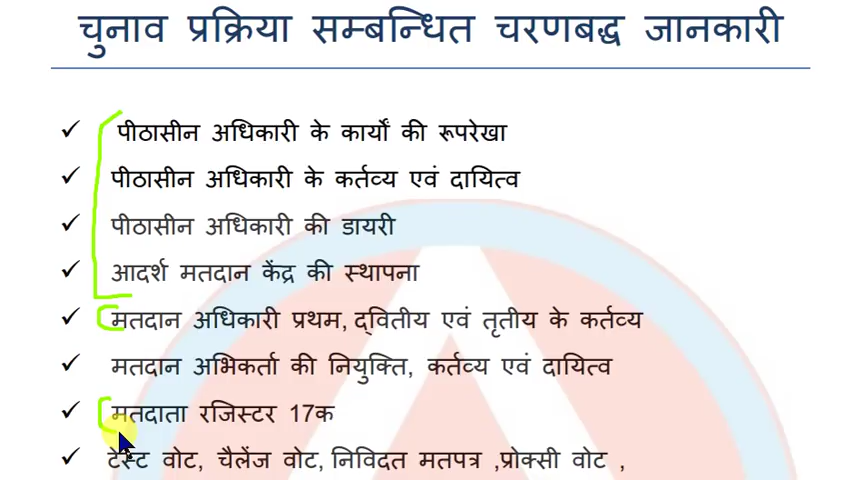 चुनाव प्रक्रिया सम्बन्धित चरणबद्ध जानकारी
पीठासीन अधिकारी के कार्यों की रूपरेखा
पीठासीन अधिकारी के कर्तव्य एवं दायित्व
पीठासीन अधिकारी की डायरी
आदर्श मतदान केंद्र की स्थापना
मतदान अधिकारी प्रथम, द्वितीय एवं तृतीय के कर्तव्य
मतदान अभिकर्ता की नियुक्ति, कर्तव्य एवं दायित्व
मतदाता रजिस्टर 17क
टेस्ट वोट, चैलेंज वोट, निविदत मतपत्र ,प्रोक्सी वोट ,